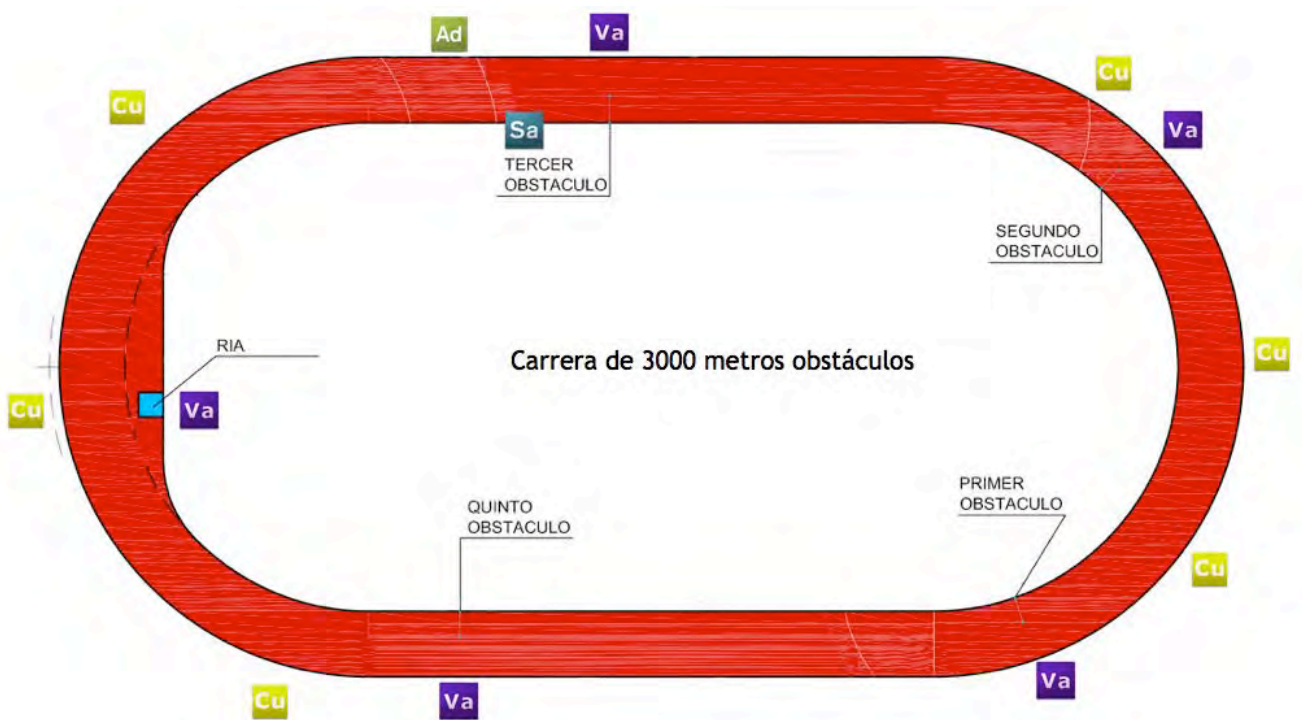 Ad
Va
Cu
Cu
Va
Sa
TERCER
OBSTACULO
SEGUNDO
OBSTACULO
RIA
Carrera de 3000 metros obstáculos
Cu
Cu
Va
PRIMER
OBSTACULO
QUINTO
OBSTACULO
Cu
Va
Cu
Va